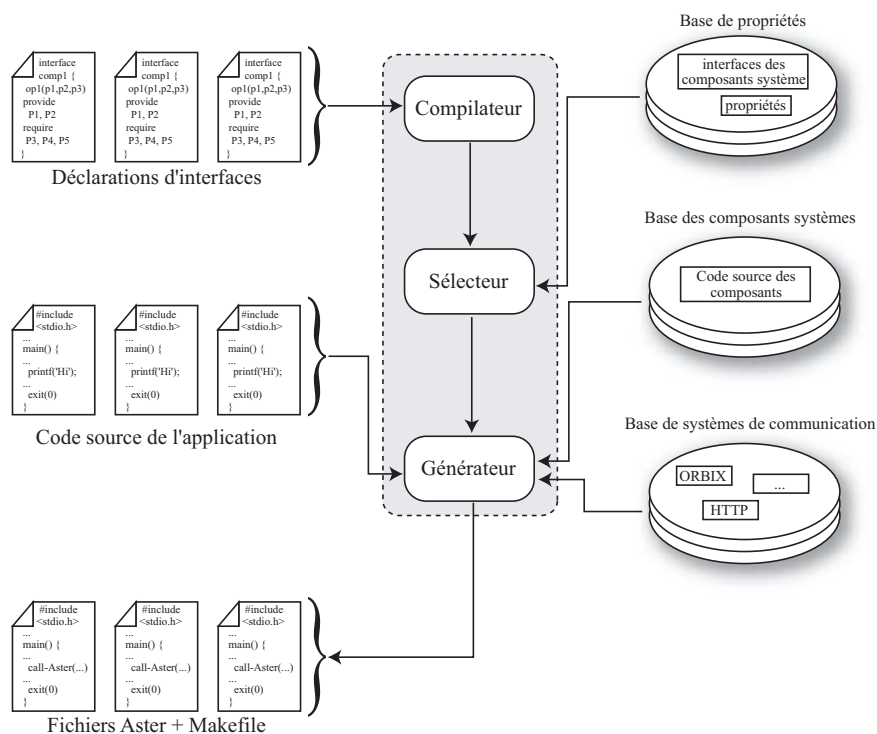 interface
comp1 {
op1(p1,p2,p3)
provide
P1, P2
require
P3, P4, P5
}
interface
comp1 {
op1(p1,p2,p3)
provide
P1, P2
require
P3, P4, P5
}
interface
comp1 {
op1(p1,p2,p3)
provide
P1, P2
require
P3, P4, P5
}
Déclarations d'interfaces
Compilateur
Base de propriétés
interfaces des
composants système
propriétés
Sélecteur
Base des composants systèmes
Code source des
composants
#include
<stdio.h>
...
main() {
...
printf('Hi');
...
exit(0)
}
#include
<stdio.h>
...
main() {
...
printf('Hi');
...
exit(0)
}
#include
<stdio.h>
...
main() {
...
printf('Hi');
...
exit(0)
}
Code source de l'application
Générateur
Base de systèmes de communication
ORBIX
...
HTTP
#include
<stdio.h>
...
main() {
...
call-Aster(...)
...
exit(0)
}
#include
<stdio.h>
...
main() {
...
call-Aster(...)
...
exit(0)
}
#include
<stdio.h>
...
main() {
...
call-Aster(...)
...
exit(0)
}
Fichiers Aster + Makefile